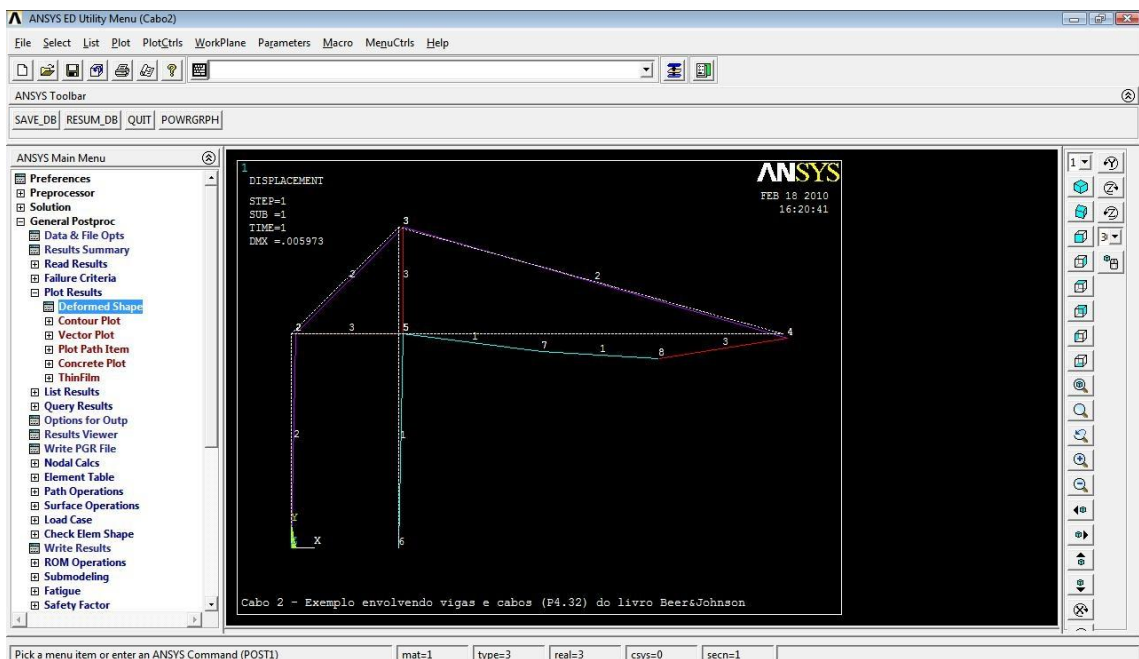 ANSYS ED Utility Menu (Cabo2)
File Select List Plot PlotCtrls WorkPlane Parameters Macro MenuCtrls Help
ANSYS Toolbar
SAVE_DB RESUM_DB QUIT POWRGRPH
ANSYS Main Menu
Preferences
Preprocessor
Solution
General Postproc
Data & File Opts
Results Summary
Read Results
Failure Criteria
Plot Results
Deformed Shape
Contour Plot
Vector Plot
Plot Path Item
Concrete Plot
ThinFilm
List Results
Query Results
Options for Outp
Results Viewer
Write PGR File
Nodal Calcs
Element Table
Path Operations
Surface Operations
Load Case
Check Elem Shape
Write Results
ROM Operations
Submodeling
Fatigue
Safety Factor
1
DISPLACEMENT
STEP=1
SUB =1
TIME=1
DMX =.005973
ANSYS
FEB 18 2010
16:20:41
3
2 3 2
2 3 5 4
1 7 1 8 3
2 1
Y
X 6
Cabo 2 - Exemplo envolvendo vigas e cabos (P4.32) do livro Beer&Johnson
1
Pick a menu item or enter an ANSYS Command (POST1) mat=1 type=3 real=3 csys=0 secn=1